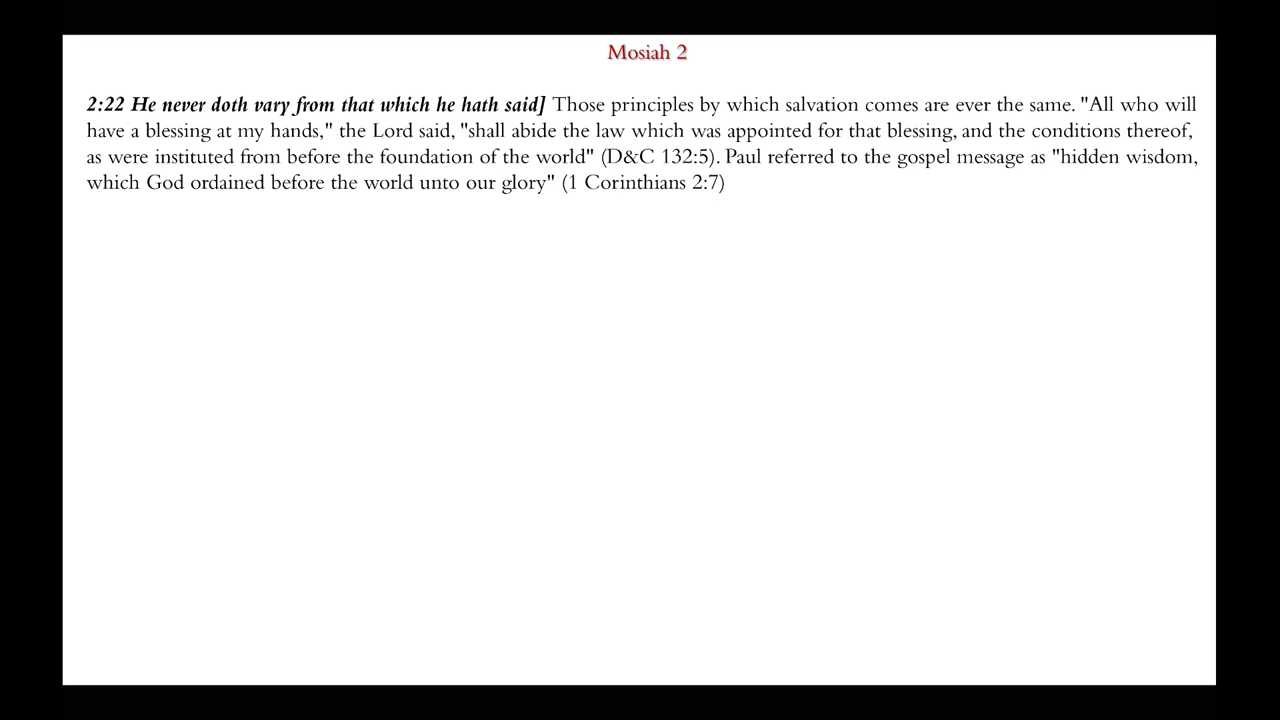 Mosiah 2
2:22 He never doth vary from that which he hath said] Those principles by which salvation comes are ever the same. "All who will
have a blessing at my hands," the Lord said, "shall abide the law which was appointed for that blessing, and the conditions thereof,
as were instituted from before the foundation of the world" (D&C 132:5). Paul referred to the gospel message as "hidden wisdom,
which God ordained before the world unto our glory" (1 Corinthians 2:7)